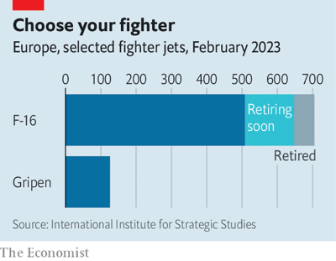 Choose your fighter
Europe, selected fighter jets, February 2023
0 100 200 300 400 500 600 700
F-16
Retiring
soon
Retired
Gripen
Source: International Institute for Strategic Studies
The Economist